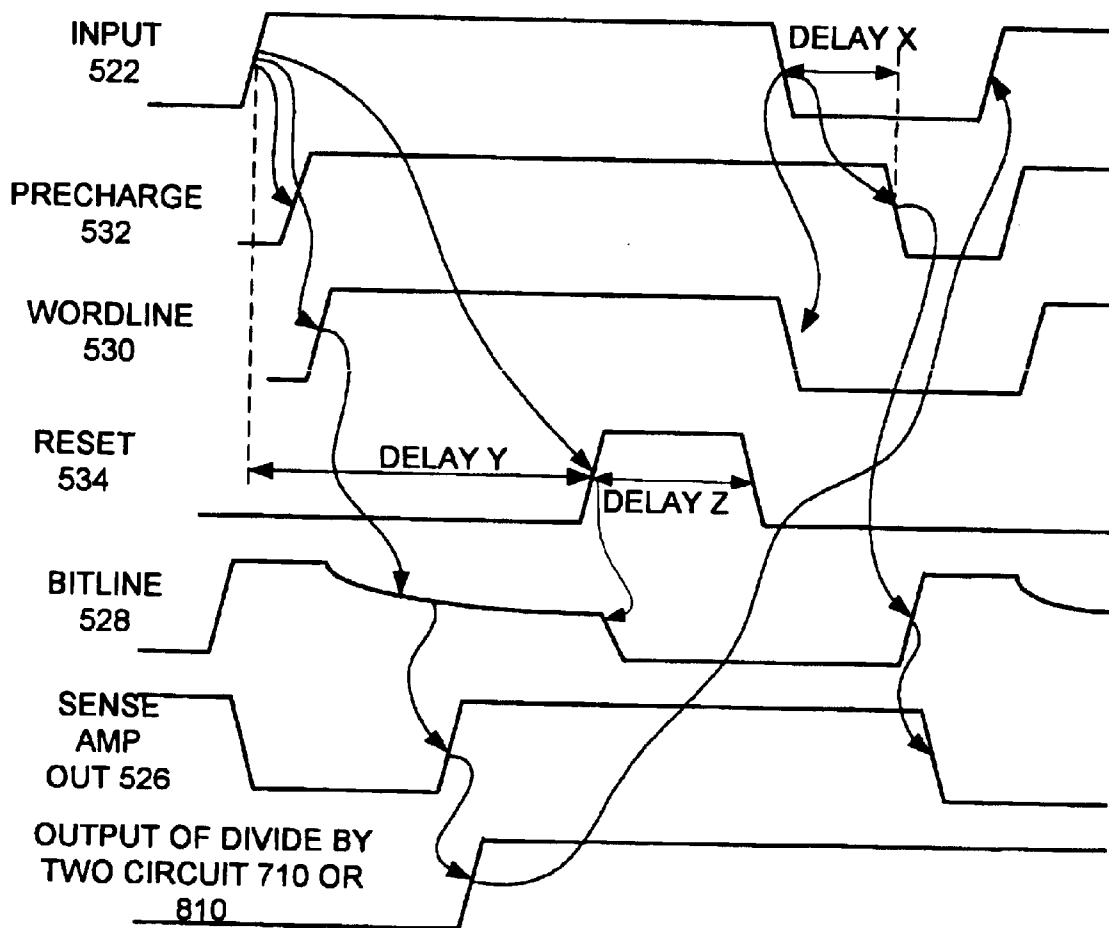 INPUT
522
DELAY X
PRECHARGE
532
WORDLINE
530
RESET
534
DELAY Y
DELAY Z
BITLINE
528
SENSE
AMP
OUT 526
OUTPUT OF DIVIDE BY
TWO CIRCUIT 710 OR
810